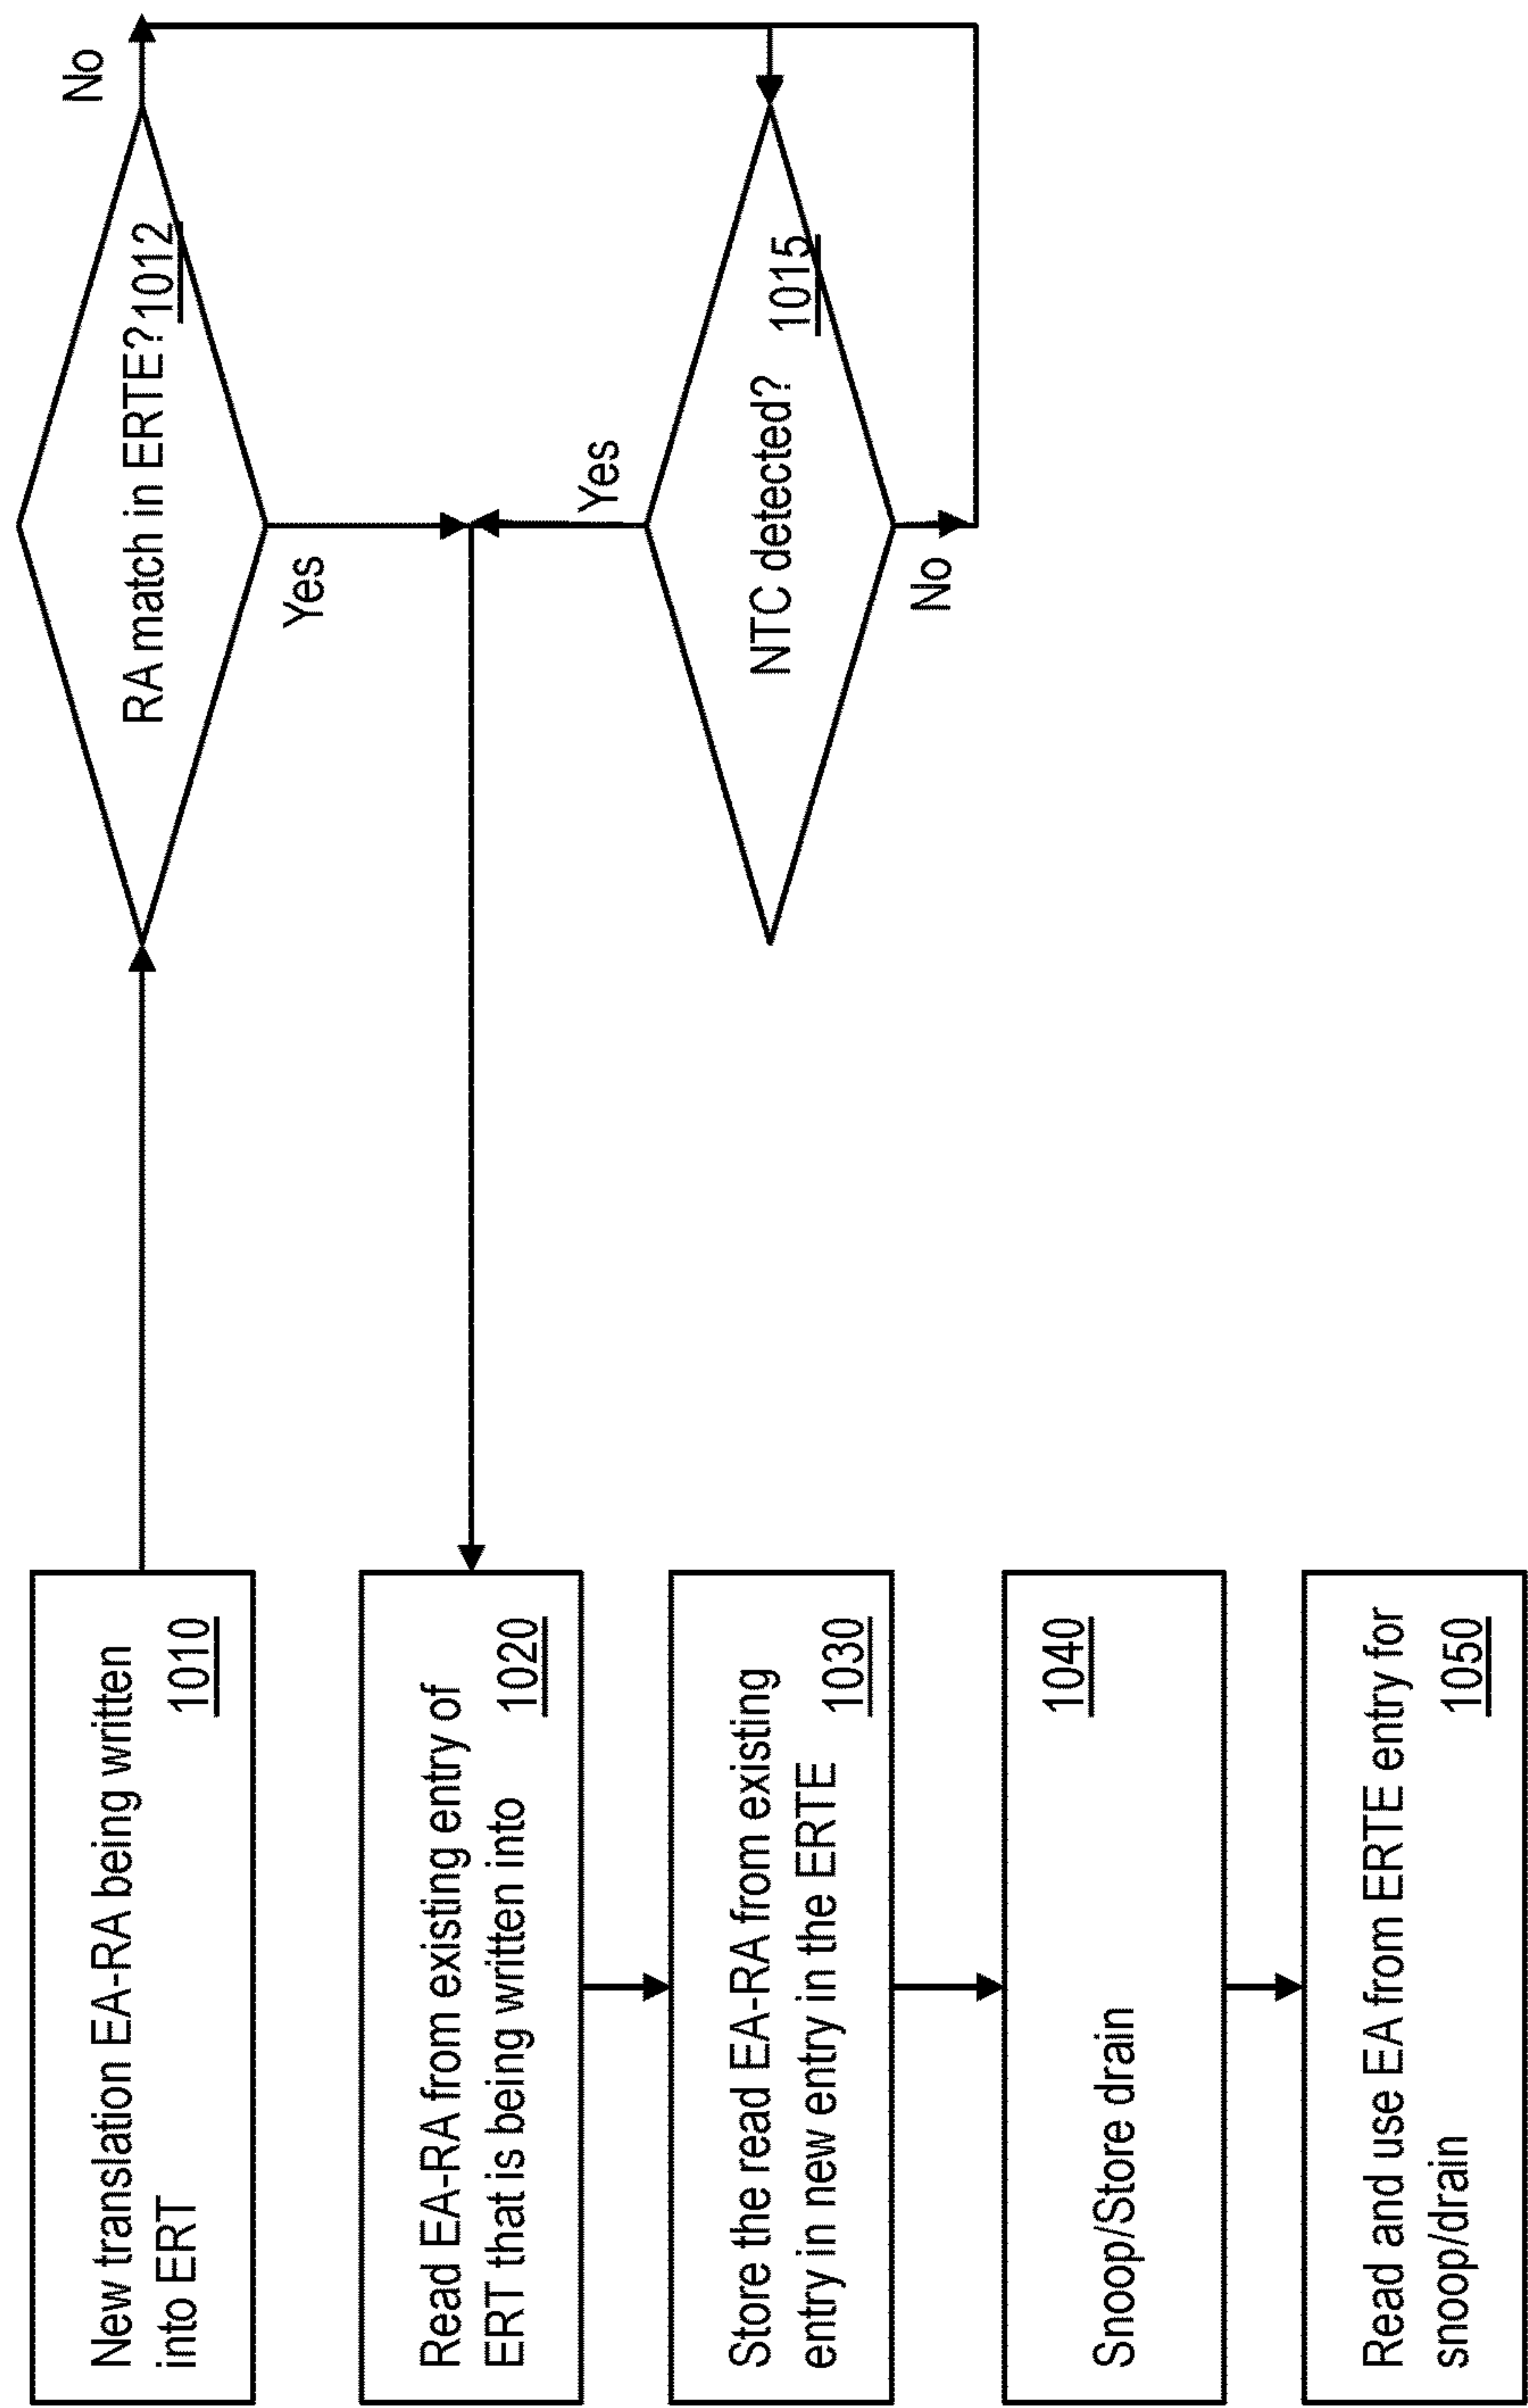 New translation EA-RA being written
into ERT
1010
RA match in ERTE? 1012
No
Yes
Read EA-RA from existing entry of
ERT that is being written into
1020
Yes
Store the read EA-RA from existing
entry in new entry in the ERTE
1030
NTC detected?
1015
No
Snoop/Store drain
1040
Read and use EA from ERTE entry for
snoop/drain
1050